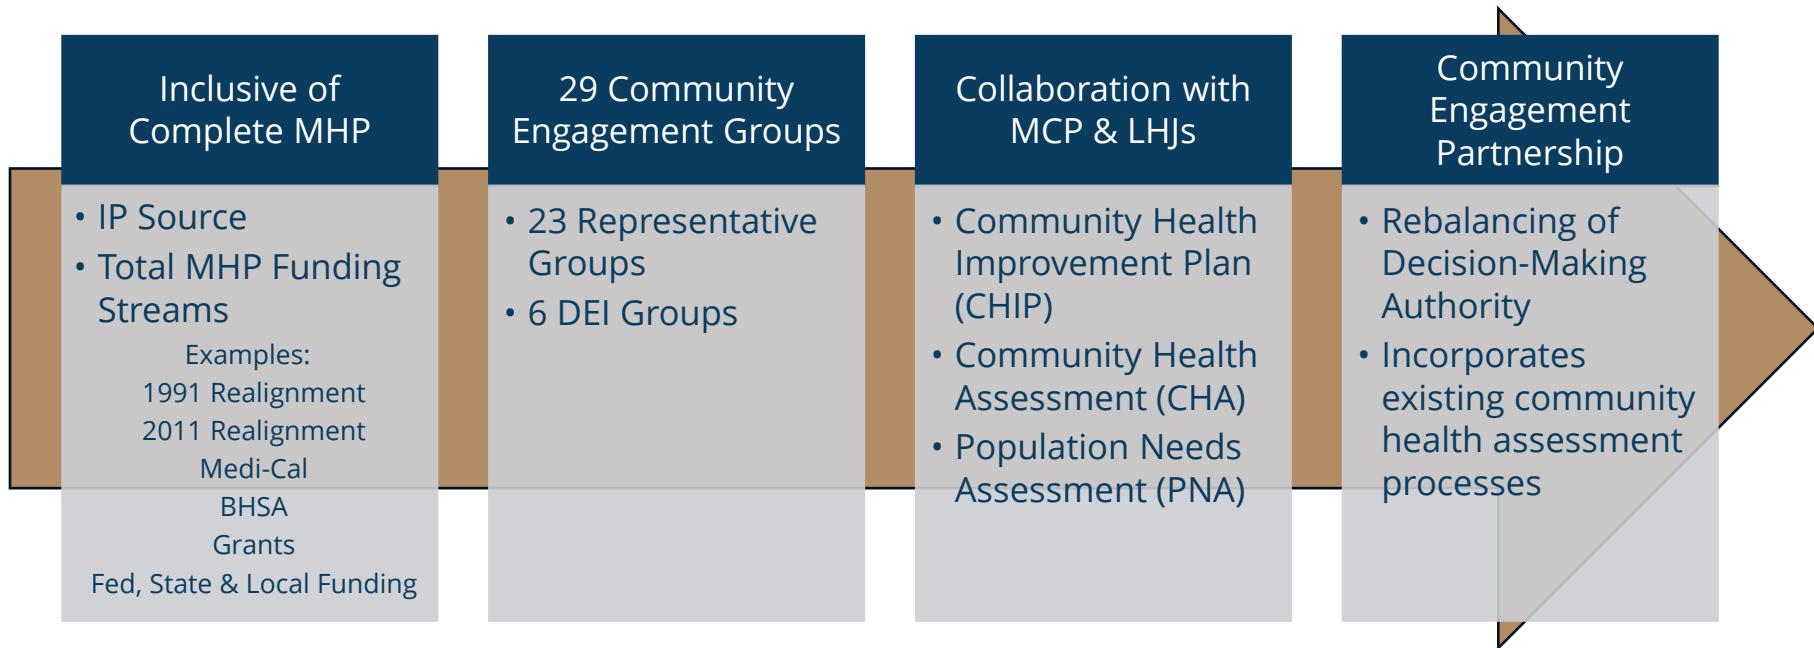 Inclusive of
Complete MHP
• IP Source
• Total MHP Funding
Streams
Examples:
1991 Realignment
2011 Realignment
Medi-Cal
BHSA
Grants
Fed, State & Local Funding
29 Community
Engagement Groups
• 23 Representative
Groups
• 6 DEI Groups
Collaboration with
MCP & LHJs
• Community Health
Improvement Plan
(CHIP)
• Community Health
Assessment (CHA)
• Population Needs
Assessment (PNA)
Community
Engagement
Partnership
• Rebalancing of
Decision-Making
Authority
• Incorporates
existing community
health assessment
processes